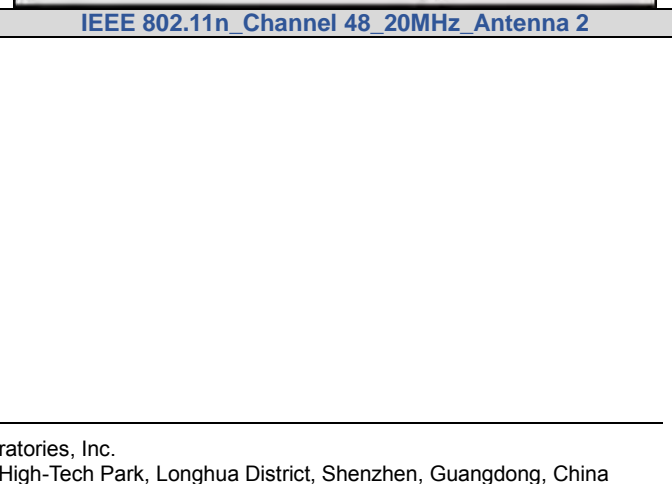 IEEE 802.11n_Channel 48_20MHz_Antenna 2
ratories, Inc.
High-Tech Park, Longhua District, Shenzhen, Guangdong, China